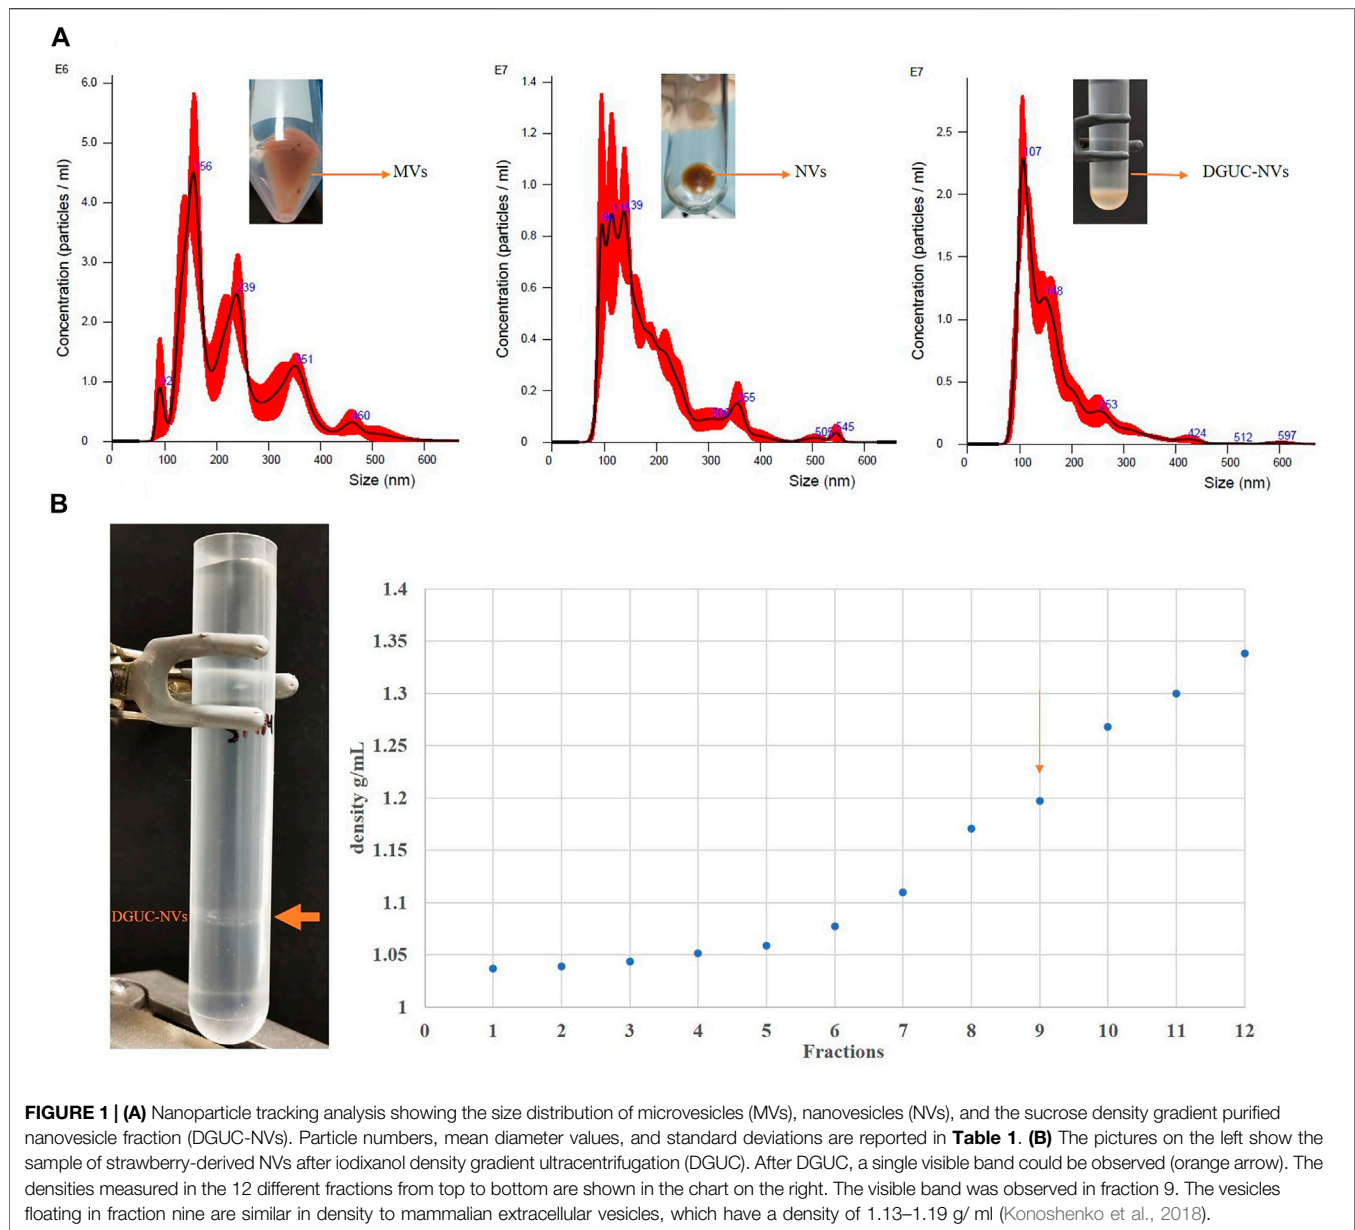 A
E6
6.0
5.0
4.0
3.0
2.0
1.0
0
Concentration (particles / ml)
156
92
239
351
460
MVs
0 100 200 300 400 500 600
Size (nm)
E7
1.4
1.2
1.0
0.8
0.6
0.4
0.2
0
Concentration (particles / ml)
139
355
505
545
NVs
0 100 200 300 400 500 600
Size (nm)
E7
2.5
2.0
1.5
1.0
0.5
0
Concentration (particles / ml)
107
148
253
424
512
597
DGUC-NVs
0 100 200 300 400 500 600
Size (nm)
B
DGUC-NVs
1.4
1.35
1.3
1.25
1.2
1.15
1.1
1.05
1
density g/mL
0 1 2 3 4 5 6 7 8 9 10 11 12
Fractions
FIGURE 1 | (A) Nanoparticle tracking analysis showing the size distribution of microvesicles (MVs), nanovesicles (NVs), and the sucrose density gradient purified
nanovesicle fraction (DGUC-NVs). Particle numbers, mean diameter values, and standard deviations are reported in Table 1. (B) The pictures on the left show the
sample of strawberry-derived NVs after iodixanol density gradient ultracentrifugation (DGUC). After DGUC, a single visible band could be observed (orange arrow). The
densities measured in the 12 different fractions from top to bottom are shown in the chart on the right. The visible band was observed in fraction 9. The vesicles
floating in fraction nine are similar in density to mammalian extracellular vesicles, which have a density of 1.13–1.19 g/ ml (Konoshenko et al., 2018).